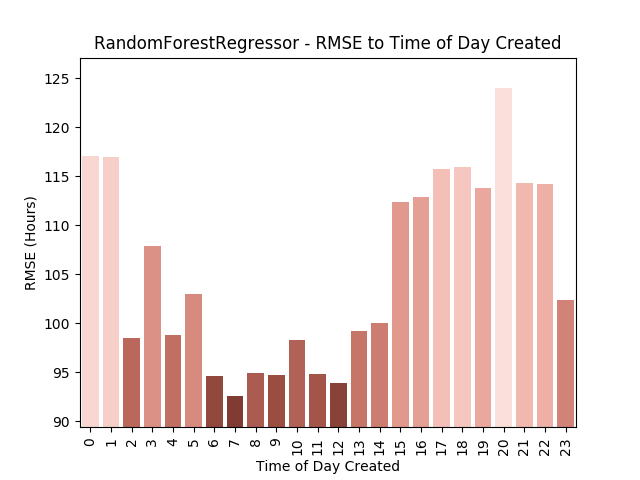 RandomForestRegressor - RMSE to Time of Day Created
125
120
115
110
105
100
95
90
RMSE (Hours)
0 1 2 3 4 5 6 7 8 9 10 11 12 13 14 15 16 17 18 19 20 21 22 23
Time of Day Created